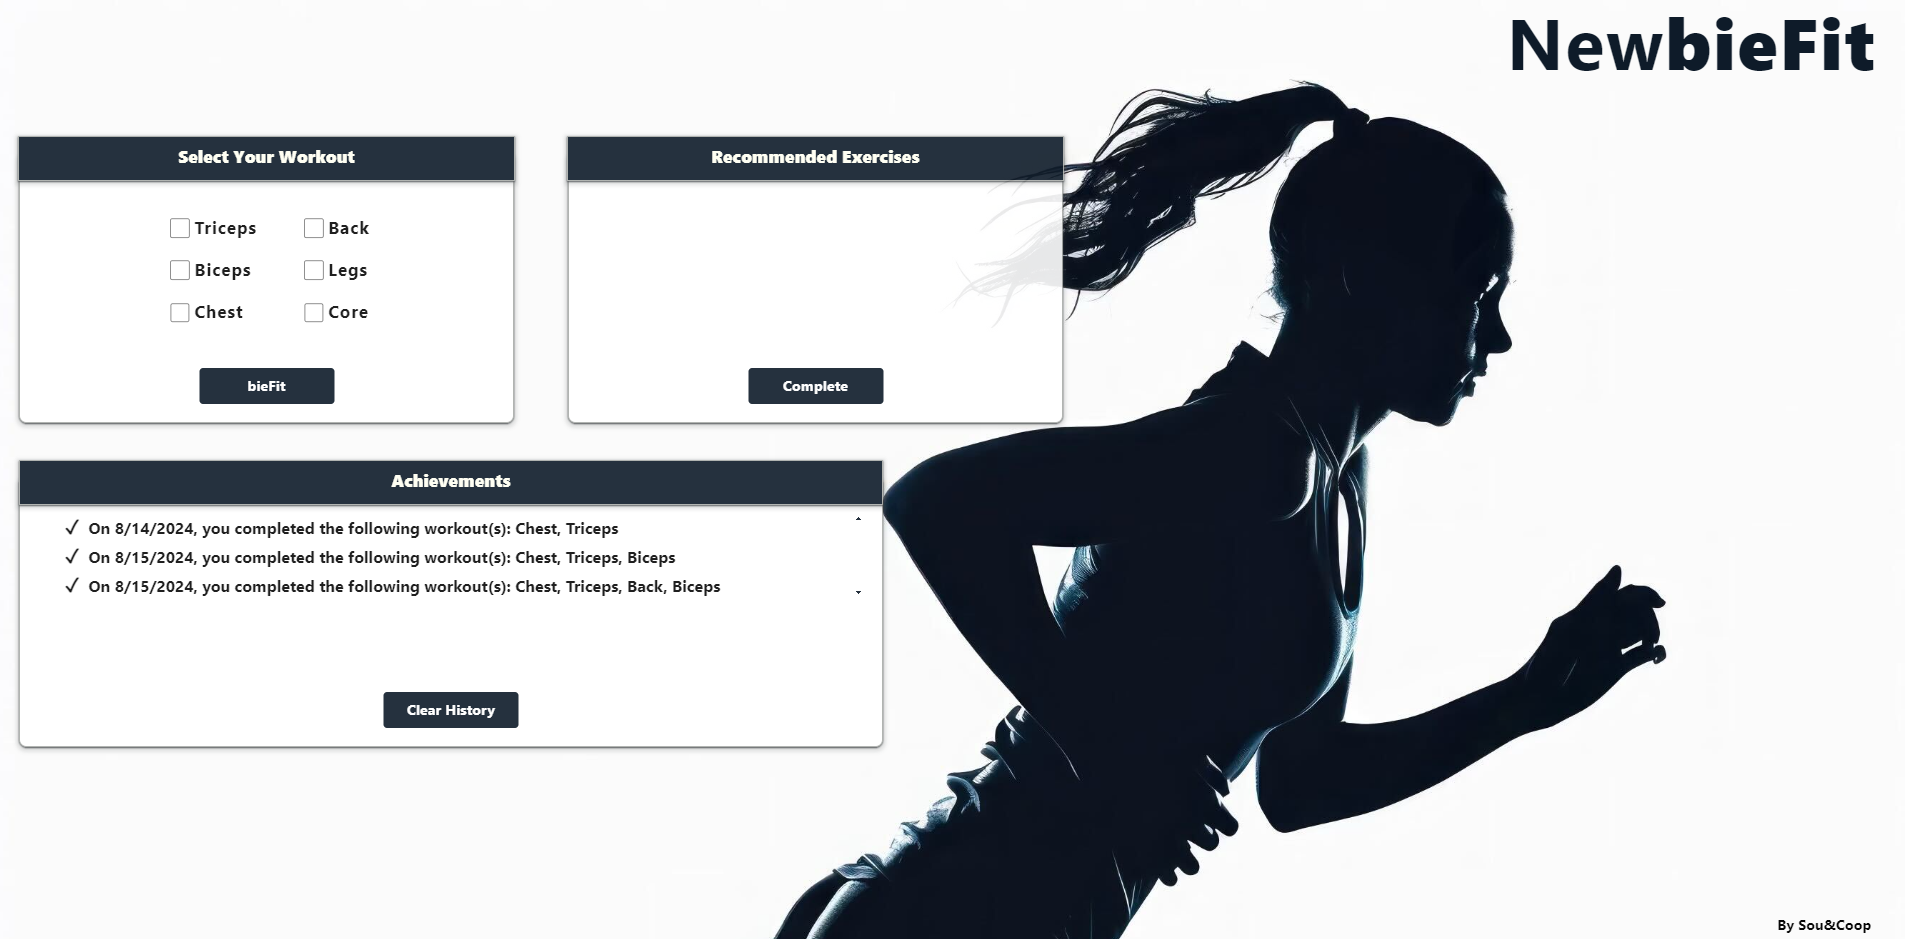 NewbieFit
Select Your Workout
Triceps
Back
Biceps
Legs
Chest
Core
bieFit
Recommended Exercises
Complete
Achievements
✓ On 8/14/2024, you completed the following workout(s): Chest, Triceps
✓ On 8/15/2024, you completed the following workout(s): Chest, Triceps, Biceps
✓ On 8/15/2024, you completed the following workout(s): Chest, Triceps, Back, Biceps
Clear History
By Sou&Coop